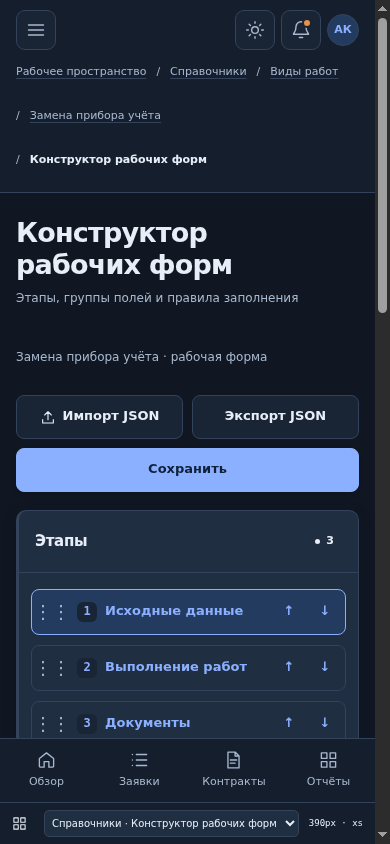 АК
Рабочее пространство / Справочники / Виды работ
/ Замена прибора учёта
/ Конструктор рабочих форм
Конструктор
рабочих форм
Этапы, группы полей и правила заполнения
Замена прибора учёта · рабочая форма
Импорт JSON
Экспорт JSON
Сохранить
Этапы
• 3
1 Исходные данные ↑ ↓
2 Выполнение работ ↑ ↓
3 Документы ↑ ↓
Обзор Заявки Контракты Отчёты
Справочники · Конструктор рабочих форм 390px · xs